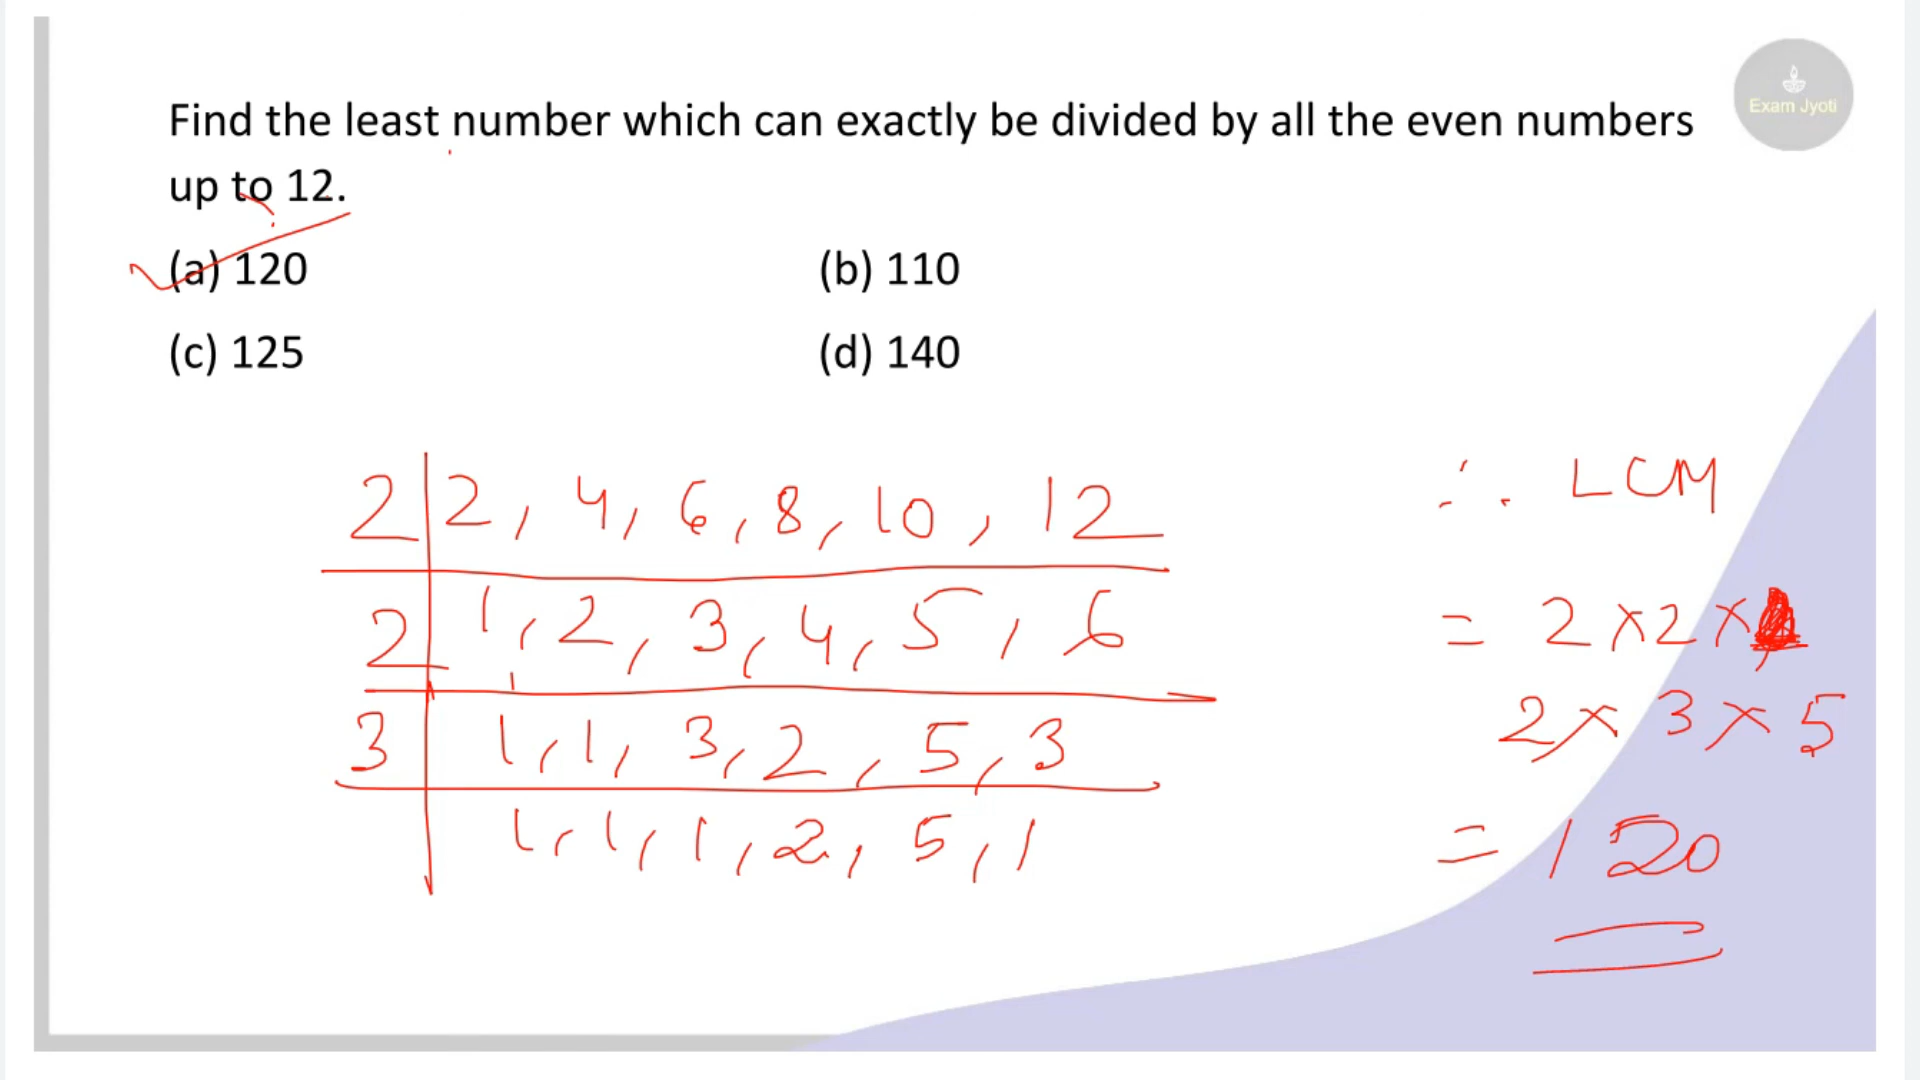 Exam Jyoti
Find the least number which can exactly be divided by all the even numbers
up to 12.
(a) 120
(b) 110
(c) 125
(d) 140
2 2, 4, 6, 8, 10, 12
2 1, 2, 3, 4, 5, 6
3 1, 1, 3, 2, 5, 3
1, 1, 1, 2, 5, 1
∴ LCM
= 2 × 2 ×
2 × 3 × 5
= 120